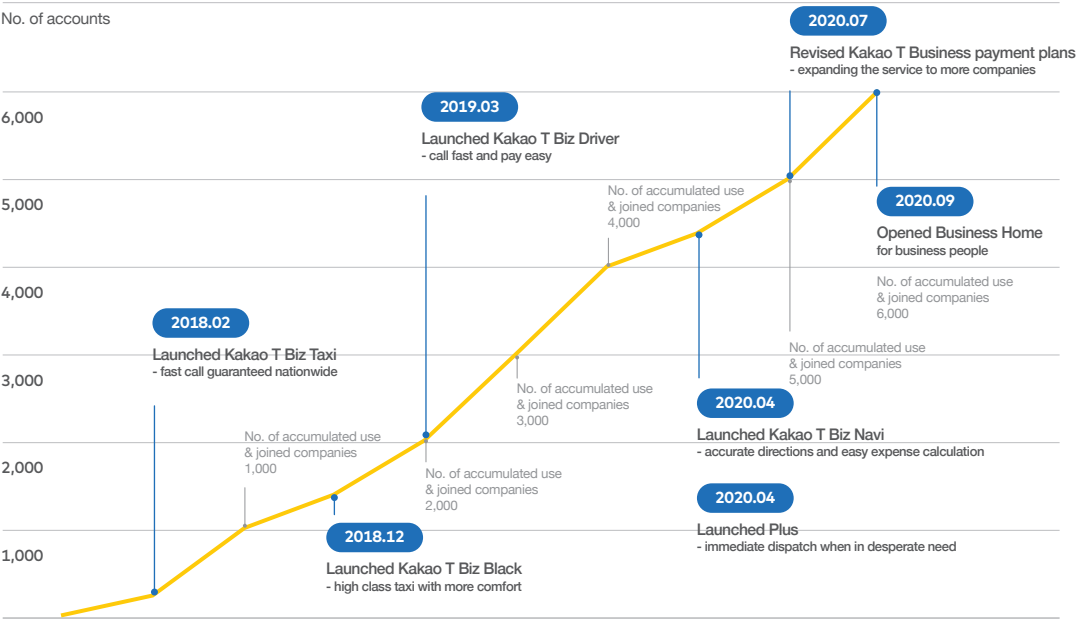 No. of accounts
6,000
5,000
4,000
3,000
2,000
1,000
2018.02
Launched Kakao T Biz Taxi
- fast call guaranteed nationwide
No. of accumulated use
& joined companies
1,000
2018.12
Launched Kakao T Biz Black
- high class taxi with more comfort
2019.03
Launched Kakao T Biz Driver
- call fast and pay easy
No. of accumulated use
& joined companies
2,000
No. of accumulated use
& joined companies
3,000
No. of accumulated use
& joined companies
4,000
2020.04
Launched Kakao T Biz Navi
- accurate directions and easy expense calculation
2020.04
Launched Plus
- immediate dispatch when in desperate need
2020.07
Revised Kakao T Business payment plans
- expanding the service to more companies
No. of accumulated use
& joined companies
5,000
2020.09
Opened Business Home
for business people
No. of accumulated use
& joined companies
6,000